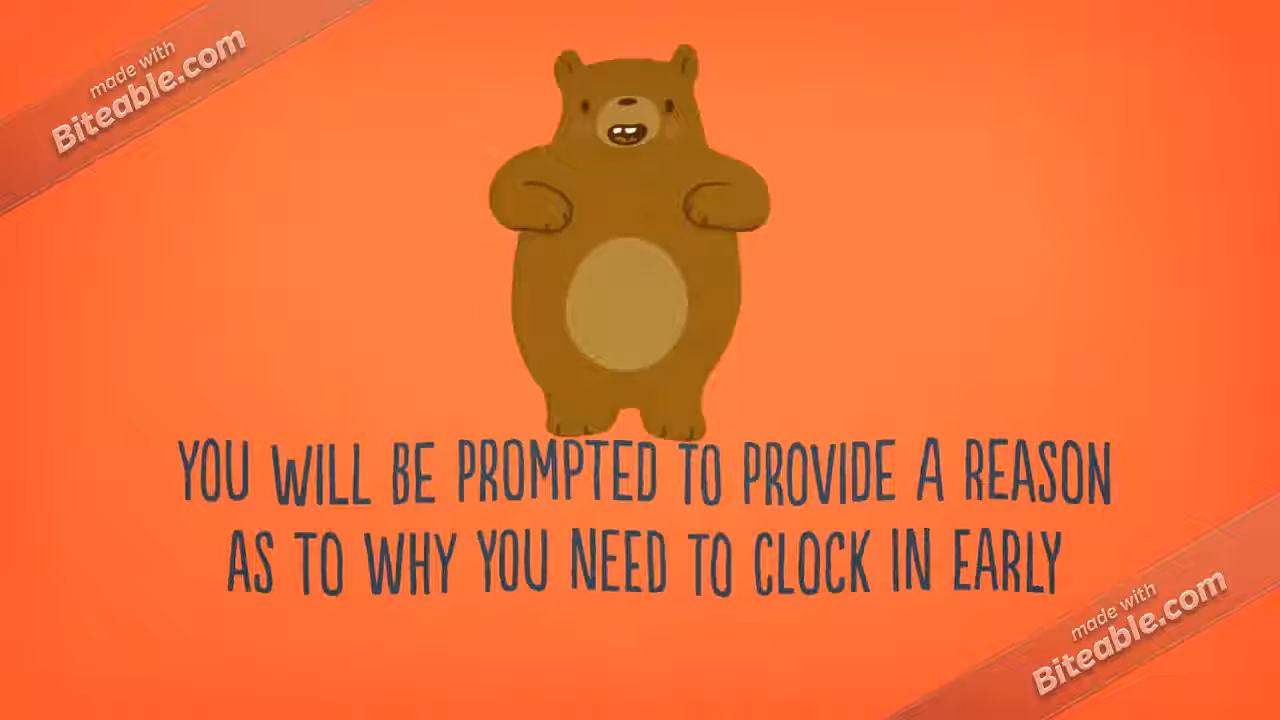 made with
Biteable.com
YOU WILL BE PROMPTED TO PROVIDE A REASON
AS TO WHY YOU NEED TO CLOCK IN EARLY
made with
Biteable.com